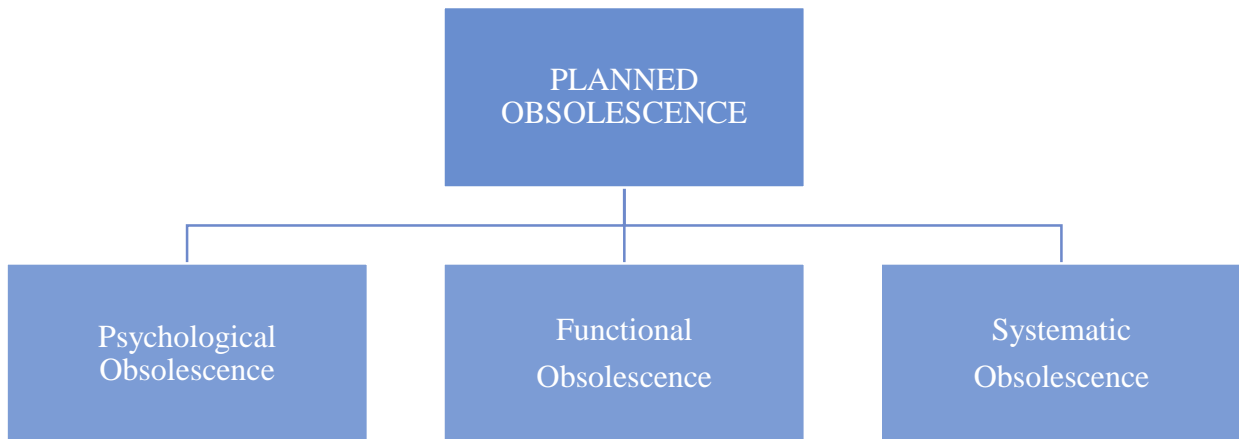 PLANNED
OBSOLESCENCE
Psychological
Obsolescence
Functional
Obsolescence
Systematic
Obsolescence